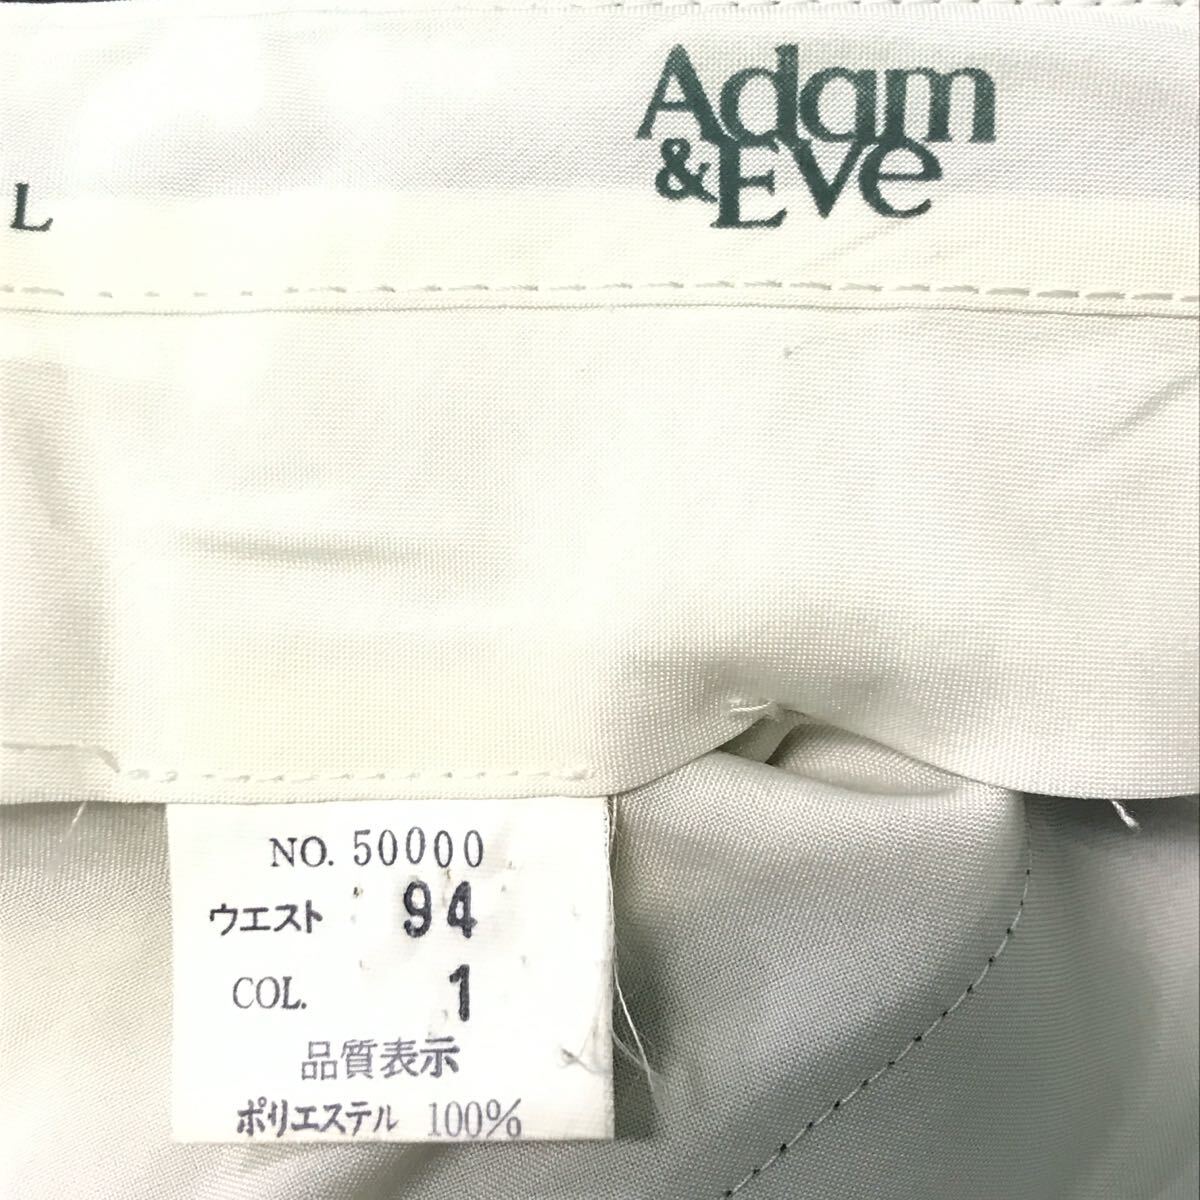 Adam
& Eve
L
NO. 50000
ウエスト 94
COL. 1
品質表示
ポリエステル 100%